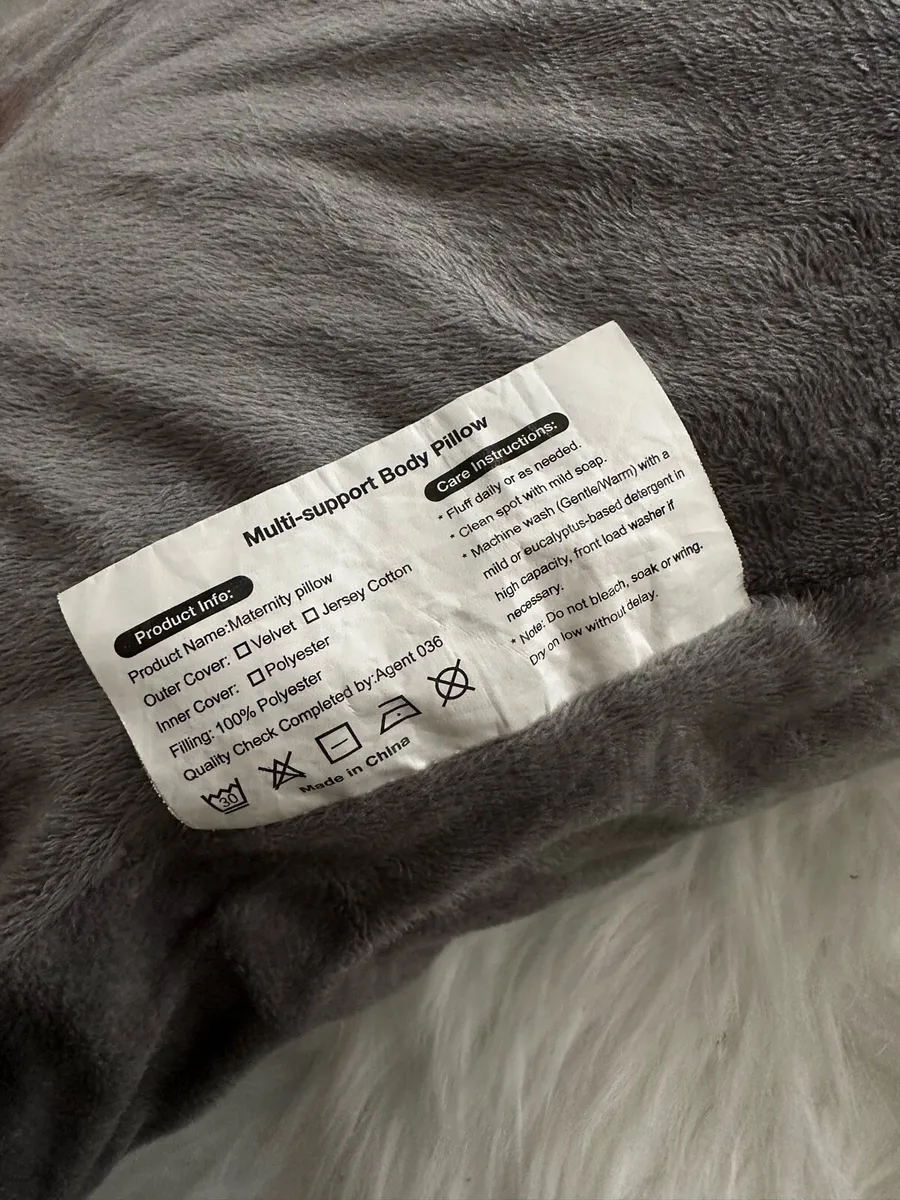 Multi-support Body Pillow
Product Info:
Product Name:Maternity pillow
Outer Cover: ☐ Velvet ☐ Jersey Cotton
Inner Cover: ☐ Polyester
Filling: 100% Polyester
Quality Check Completed by:Agent 036
30
Made in China
Care Instructions:
* Fluff daily or as needed.
* Clean spot with mild soap.
* Machine wash (Gentle/Warm) with a
mild or eucalyptus-based detergent in
high capacity, front load washer if
necessary.
* Note: Do not bleach, soak or wring.
Dry on low without delay.